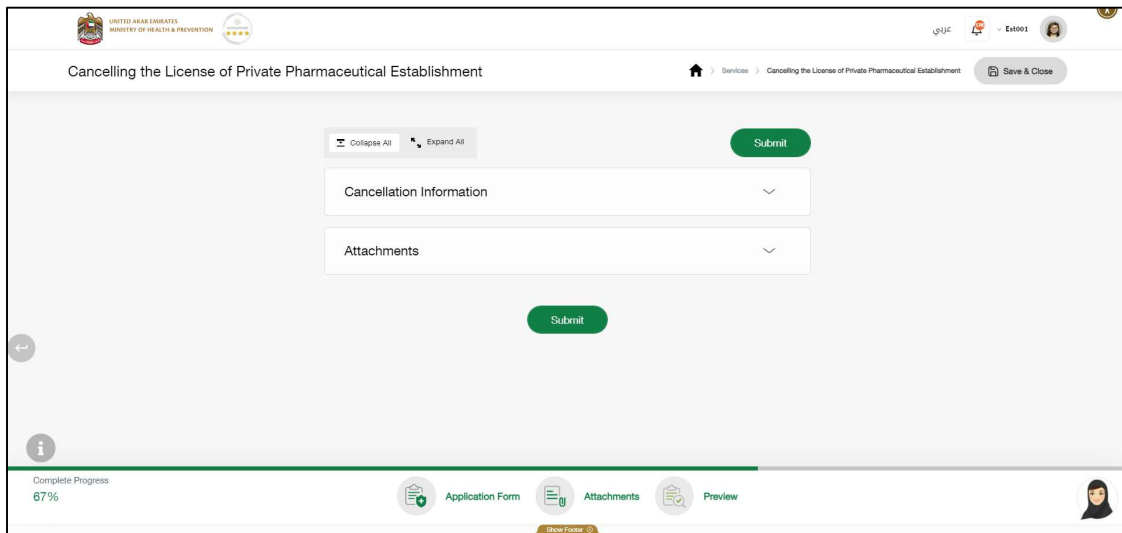 UNITED ARAB EMIRATES
MINISTRY OF HEALTH & PREVENTION
عربي
Est001
Cancelling the License of Private Pharmaceutical Establishment
Services > Cancelling the License of Private Pharmaceutical Establishment
Save & Close
Collapse All
Expand All
Submit
Cancellation Information
Attachments
Submit
Complete Progress
67%
Application Form
Attachments
Preview
Show Footer